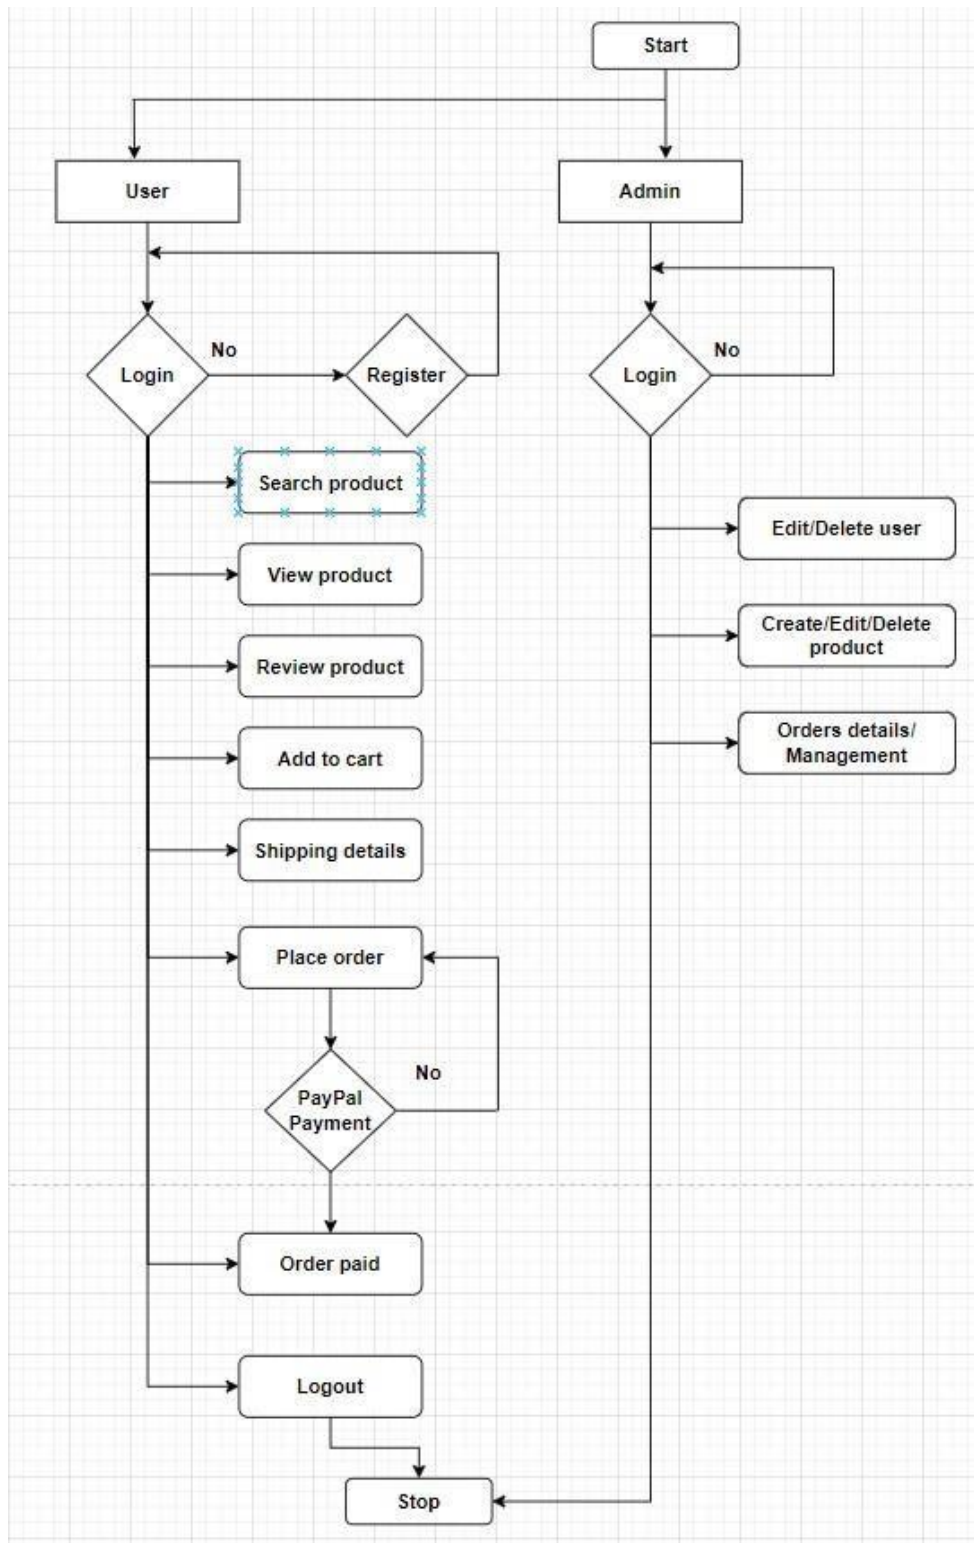 Start
User
Admin
Login
No
Register
Login
No
Search product
View product
Review product
Add to cart
Shipping details
Place order
No
PayPal
Payment
Order paid
Logout
Stop
Edit/Delete user
Create/Edit/Delete
product
Orders details/
Management